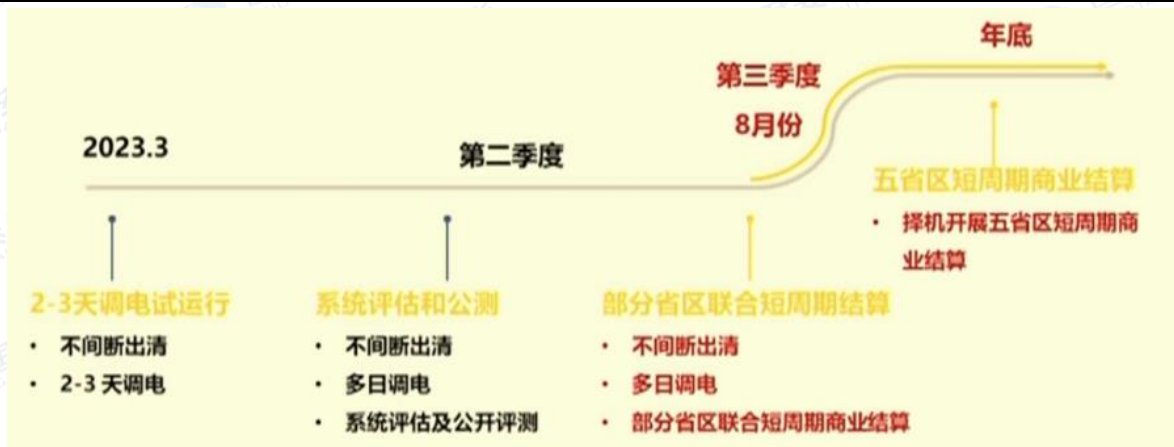 年底
第三季度
8月份
2023.3
第二季度
五省区短周期商业结算
• 择机开展五省区短周期商
业结算
2-3天调电试运行
• 不间断出清
• 2-3 天调电
系统评估和公测
• 不间断出清
• 多日调电
• 系统评估及公开评测
部分省区联合短周期结算
• 不间断出清
• 多日调电
• 部分省区联合短周期商业结算